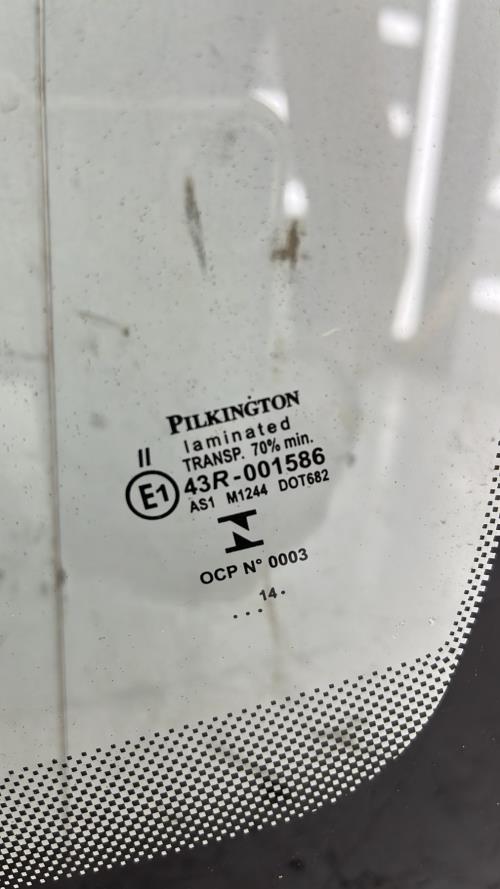 PILKINGTON
laminated
TRANSP. 70% min.
II
E1 43R-001586
AS1 M1244 DOT682
OCP N° 0003
14.
...